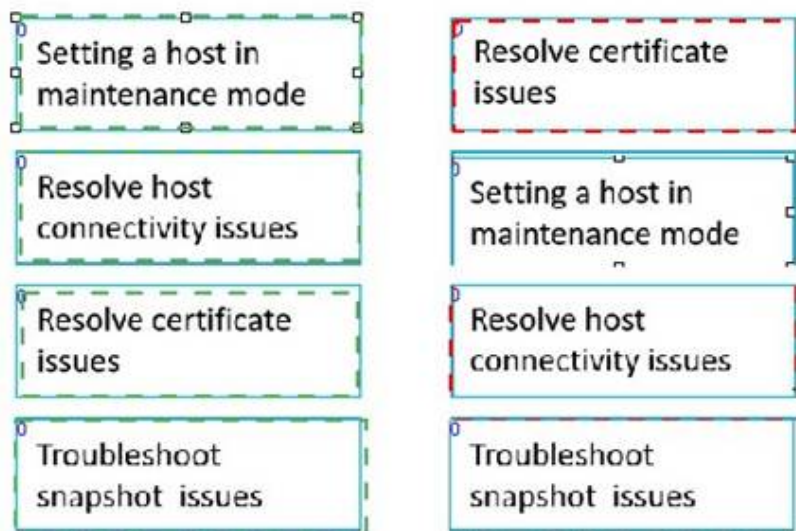 Setting a host in
maintenance mode
Resolve host
connectivity issues
Resolve certificate
issues
Troubleshoot
snapshot issues
Resolve certificate
issues
Setting a host in
maintenance mode
Resolve host
connectivity issues
Troubleshoot
snapshot issues